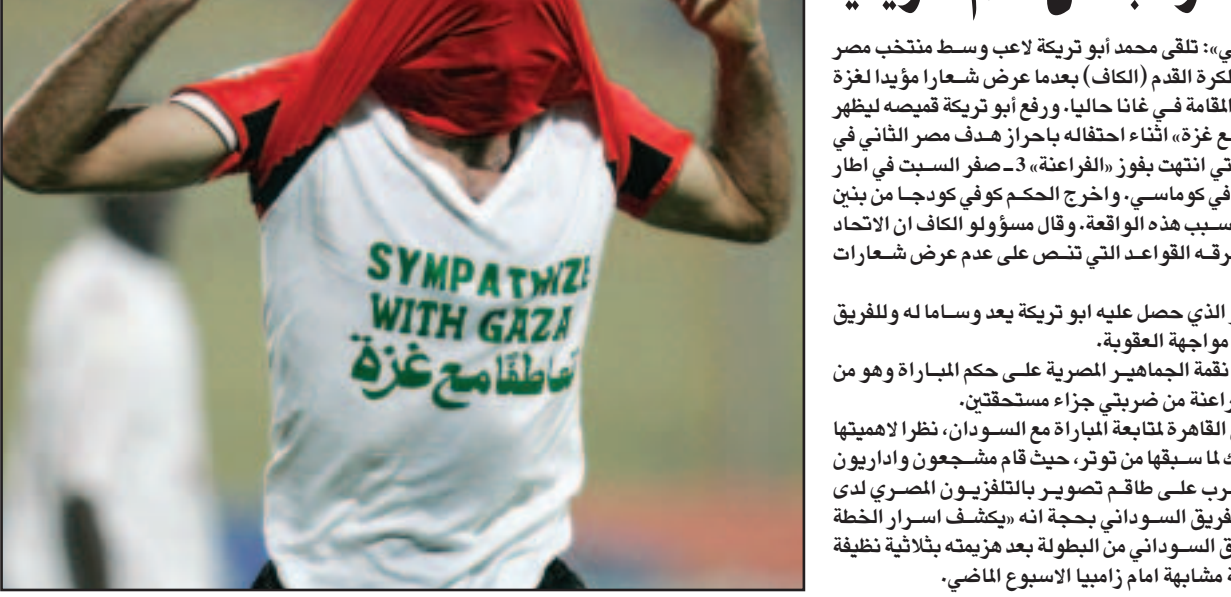 ي»: تلقى محمد أبو تريكة لاعب وسط منتخب مصر
لكرة القدم (الكاف) بعدما عرض شعارا مؤيدا لغزة
المقامة في غانا حاليا. ورفع أبو تريكة قميصه ليظهر
ع غزة» اثناء احتفاله باحراز هدف مصر الثاني في
تي انتهت بفوز «الفراعنة» 3 ـ صفر السبت في اطار
في كوماسي. واخرج الحكم كوفي كودجا من بنين
سبب هذه الواقعة. وقال مسؤولو الكاف ان الاتحاد
رقه القواعد التي تنص على عدم عرض شعارات
الذي حصل عليه ابو تريكة يعد وساما له وللفريق
مواجهة العقوبة.
نقمة الجماهير المصرية على حكم المباراة وهو من
راعنة من ضربتي جزاء مستحقتين.
القاهرة لمتابعة المباراة مع السودان، نظرا لاهميتها
ك لما سبقها من توتر، حيث قام مشجعون واداريون
رب على طاقم تصوير بالتلفزيون المصري لدى
فريق السوداني بحجة انه «يكشف اسرار الخطة
ق السوداني من البطولة بعد هزيمته بثلاثية نظيفة
ة مشابهة امام زامبيا الاسبوع الماضي.
SYMPATHIZE
WITH GAZA
تعاطفًا مع غزة